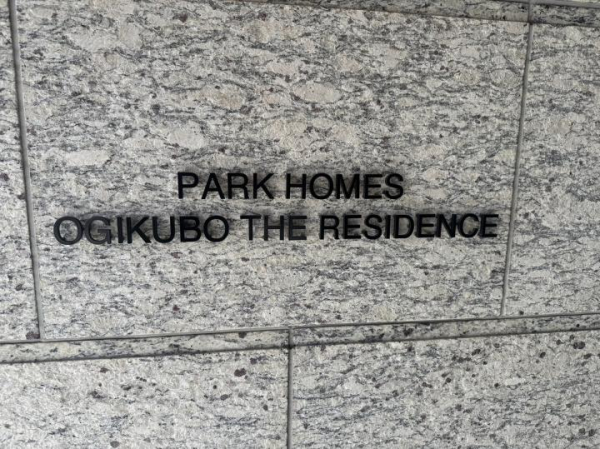 PARK HOMES
OGIKUBO THE RESIDENCE